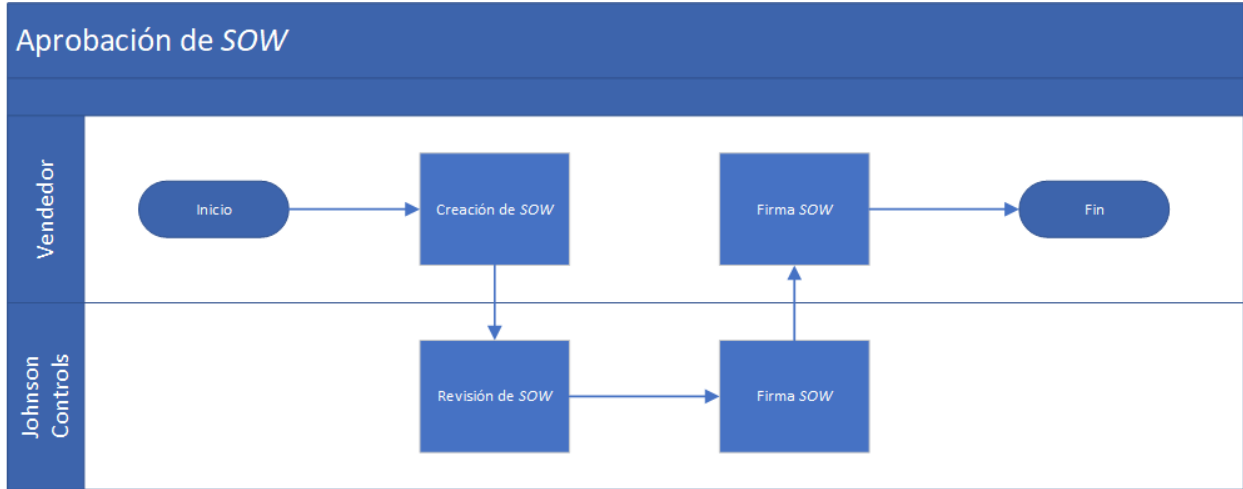 Aprobación de SOW
Vendedor
Inicio
Creación de SOW
Firma SOW
Fin
Johnson
Controls
Revisión de SOW
Firma SOW